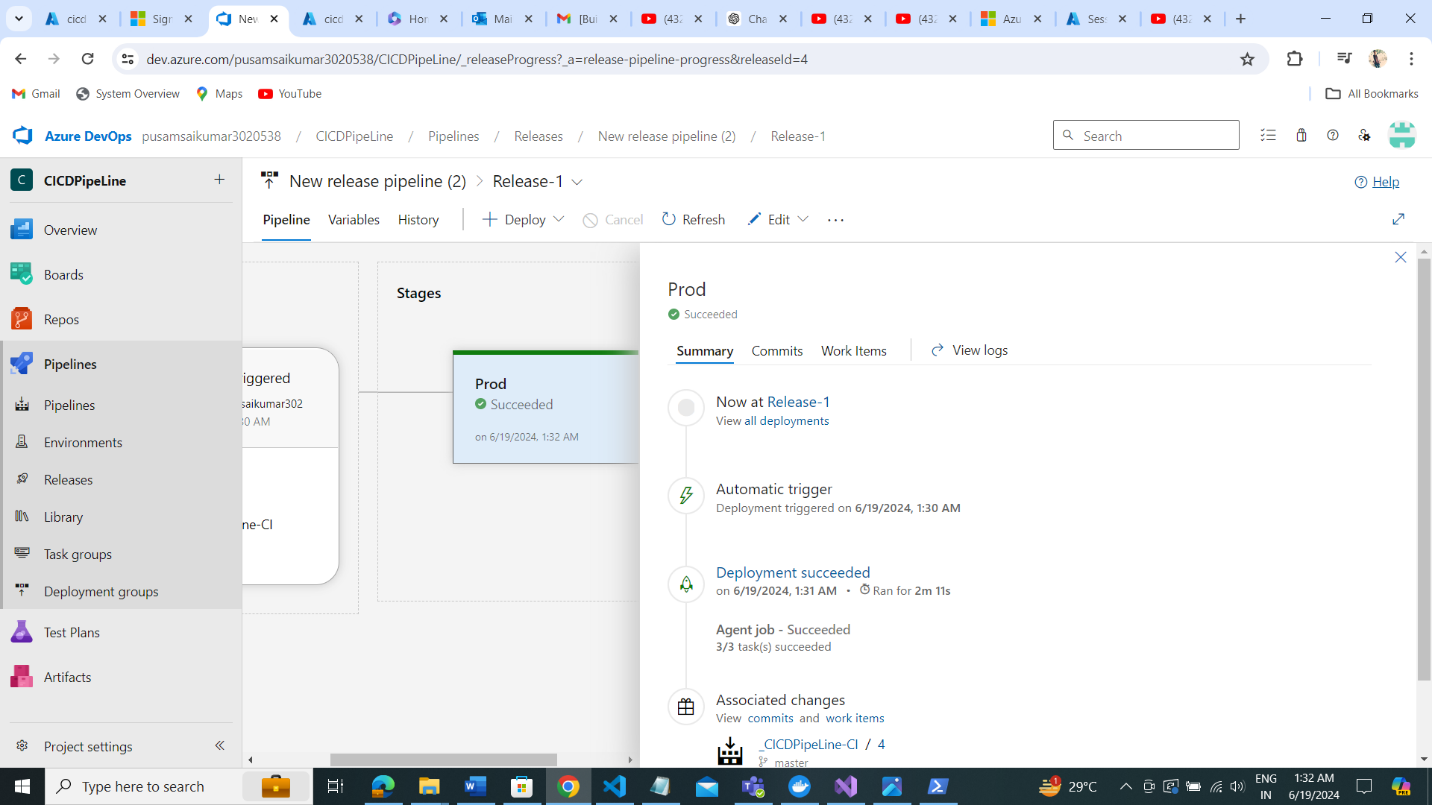 cicd
Sign
New
cicd
Hor
Mai
[Bui
(432
Cha
(432
(432
Azu
Ses
(432
dev.azure.com/pusamsaikumar3020538/CICDPipeLine/_releaseProgress?_a=release-pipeline-progress&releaseId=4
Gmail
System Overview
Maps
YouTube
All Bookmarks
Azure DevOps pusamsaikumar3020538 / CICDPipeLine / Pipelines / Releases / New release pipeline (2) / Release-1
Search
C CICDPipeLine
Overview
Boards
Repos
Pipelines
Pipelines
Environments
Releases
Library
Task groups
Deployment groups
Test Plans
Artifacts
Project settings
New release pipeline (2) Release-1
Help
Pipeline Variables History Deploy Cancel Refresh Edit
iggered
saikumar302
30 AM
ne-CI
Stages
Prod
Succeeded
on 6/19/2024, 1:32 AM
Prod
Succeeded
Summary Commits Work Items View logs
Now at Release-1
View all deployments
Automatic trigger
Deployment triggered on 6/19/2024, 1:30 AM
Deployment succeeded
on 6/19/2024, 1:31 AM • Ran for 2m 11s
Agent job - Succeeded
3/3 task(s) succeeded
Associated changes
View commits and work items
_CICDPipeLine-CI / 4
master
Type here to search
1
29°C
ENG
IN
1:32 AM
6/19/2024